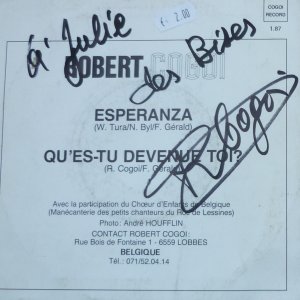 € 2.00
COGOI
RECORD
1.87
à Julie
ROBERT COGOI
des Bises
ESPERANZA
(W. Tura/N. Byl/F. Gérald)
R Cogoi
QU'ES-TU DEVENUE TOI?
(R. Cogoi/F. Gérald)
Avec la participation du Chœur d'Enfants de Belgique
(Manécanterie des petits chanteurs du Roc de Lessines)
Photo: André HOUFFLIN
CONTACT ROBERT COGOI:
Rue Bois de Fontaine 1 - 6559 LOBBES
BELGIQUE
Tél.: 071/52.04.14